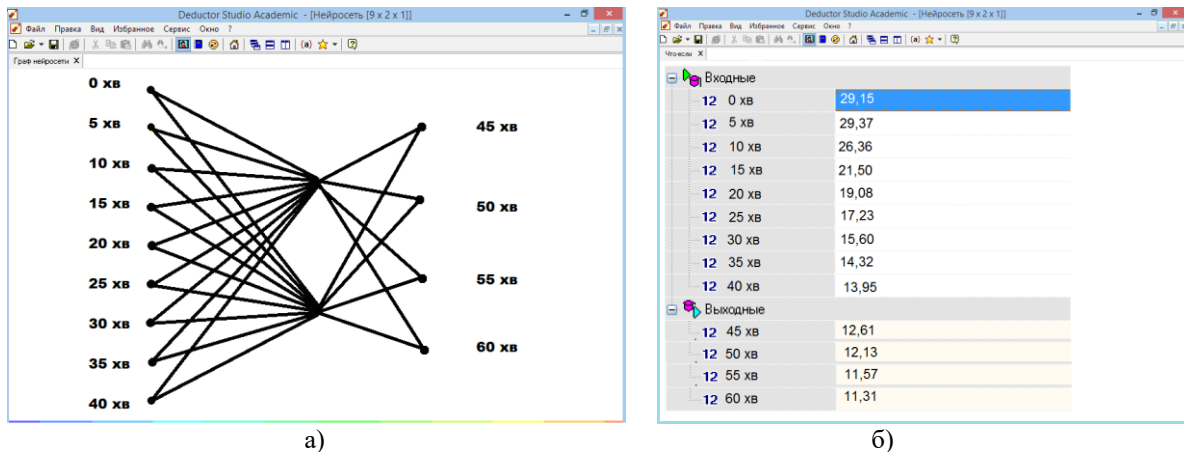 Deductor Studio Academic - [Нейросеть [9 x 2 x 1]]
Файл Правка Вид Избранное Сервис Окно ?
Граф нейросети X
0 хв
5 хв
10 хв
15 хв
20 хв
25 хв
30 хв
35 хв
40 хв
45 хв
50 хв
55 хв
60 хв
а)
Deductor Studio Academic - [Нейросеть [9 x 2 x 1]]
Файл Правка Вид Избранное Сервис Окно ?
Что если X
Входные
12 0 хв 29,15
12 5 хв 29,37
12 10 хв 26,36
12 15 хв 21,50
12 20 хв 19,08
12 25 хв 17,23
12 30 хв 15,60
12 35 хв 14,32
12 40 хв 13,95
Выходные
12 45 хв 12,61
12 50 хв 12,13
12 55 хв 11,57
12 60 хв 11,31
б)